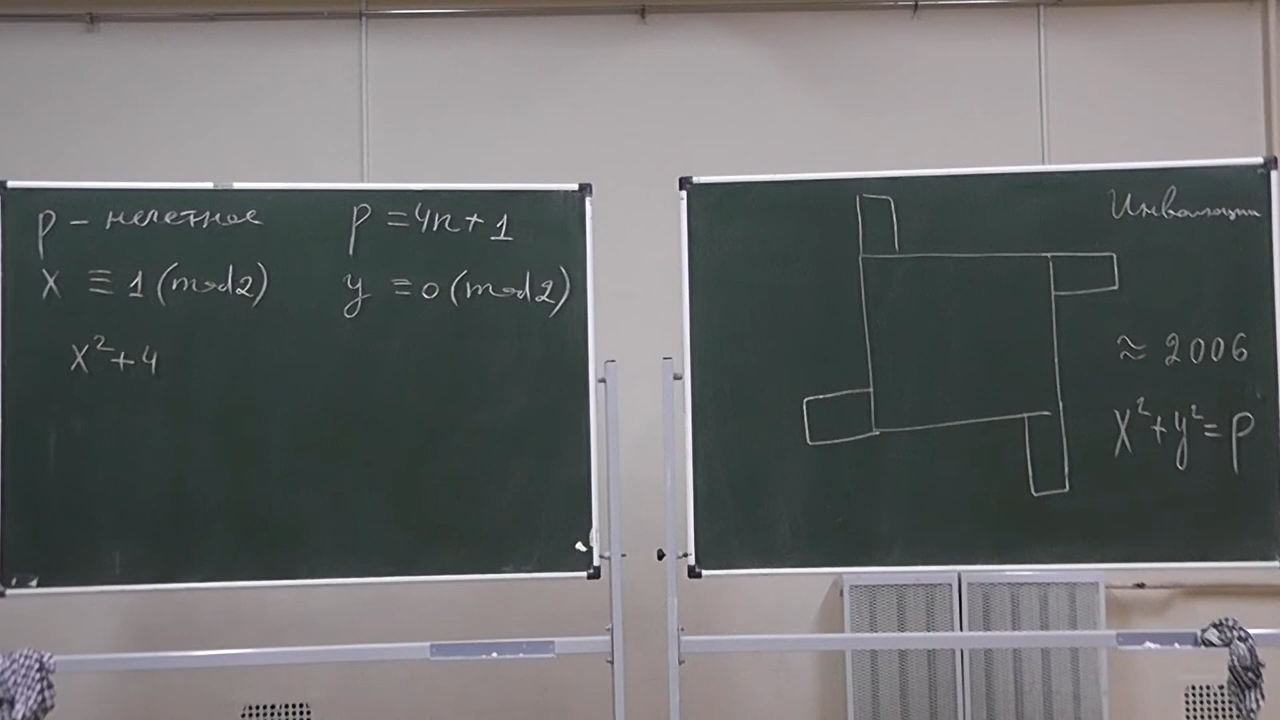 p - нечетное p = 4n + 1
x ≡ 1 (mod 2) y ≡ 0 (mod 2)
x² + 4
Инволюции
≈ 2006
x² + y² = p